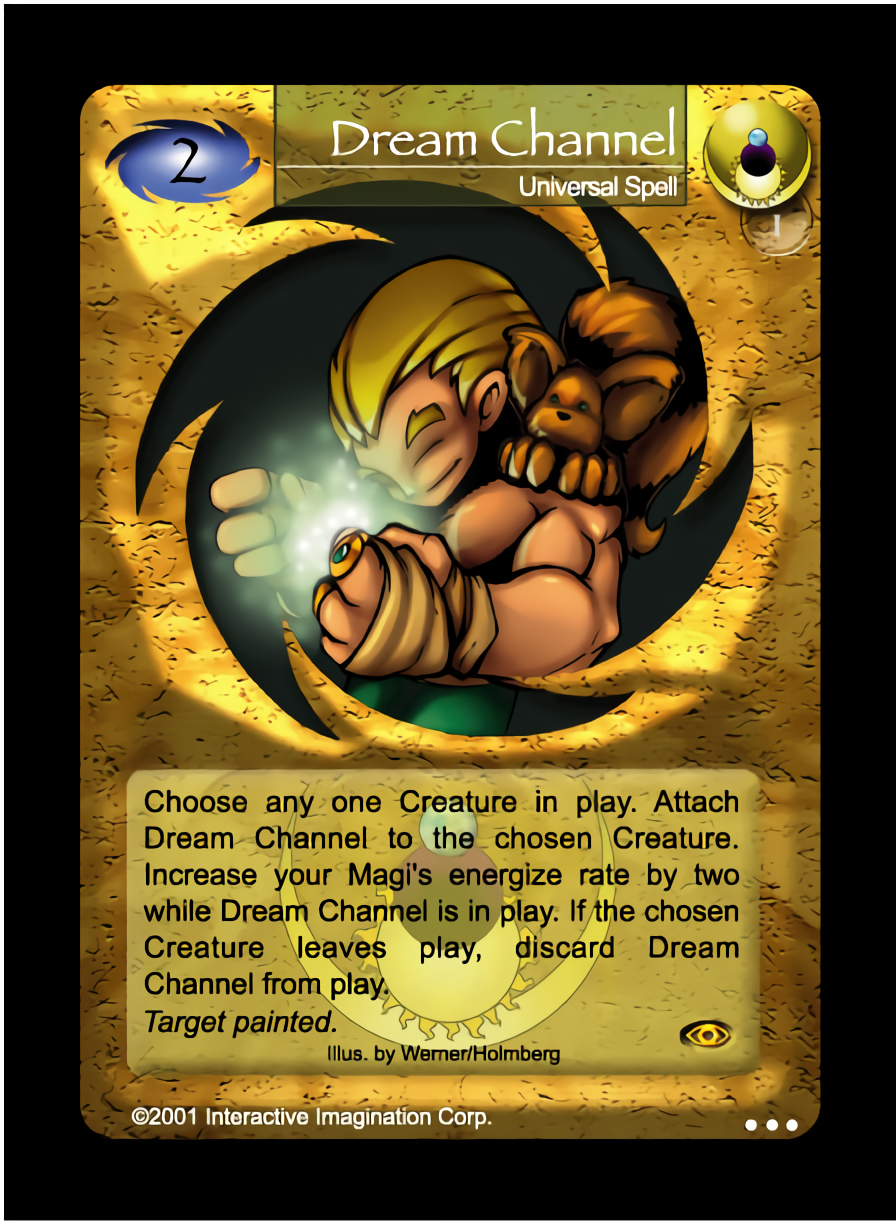 2
Dream Channel
Universal Spell
1
Choose any one Creature in play. Attach
Dream Channel to the chosen Creature.
Increase your Magi's energize rate by two
while Dream Channel is in play. If the chosen
Creature leaves play, discard Dream
Channel from play.
Target painted.
Illus. by Werner/Holmberg
©2001 Interactive Imagination Corp.